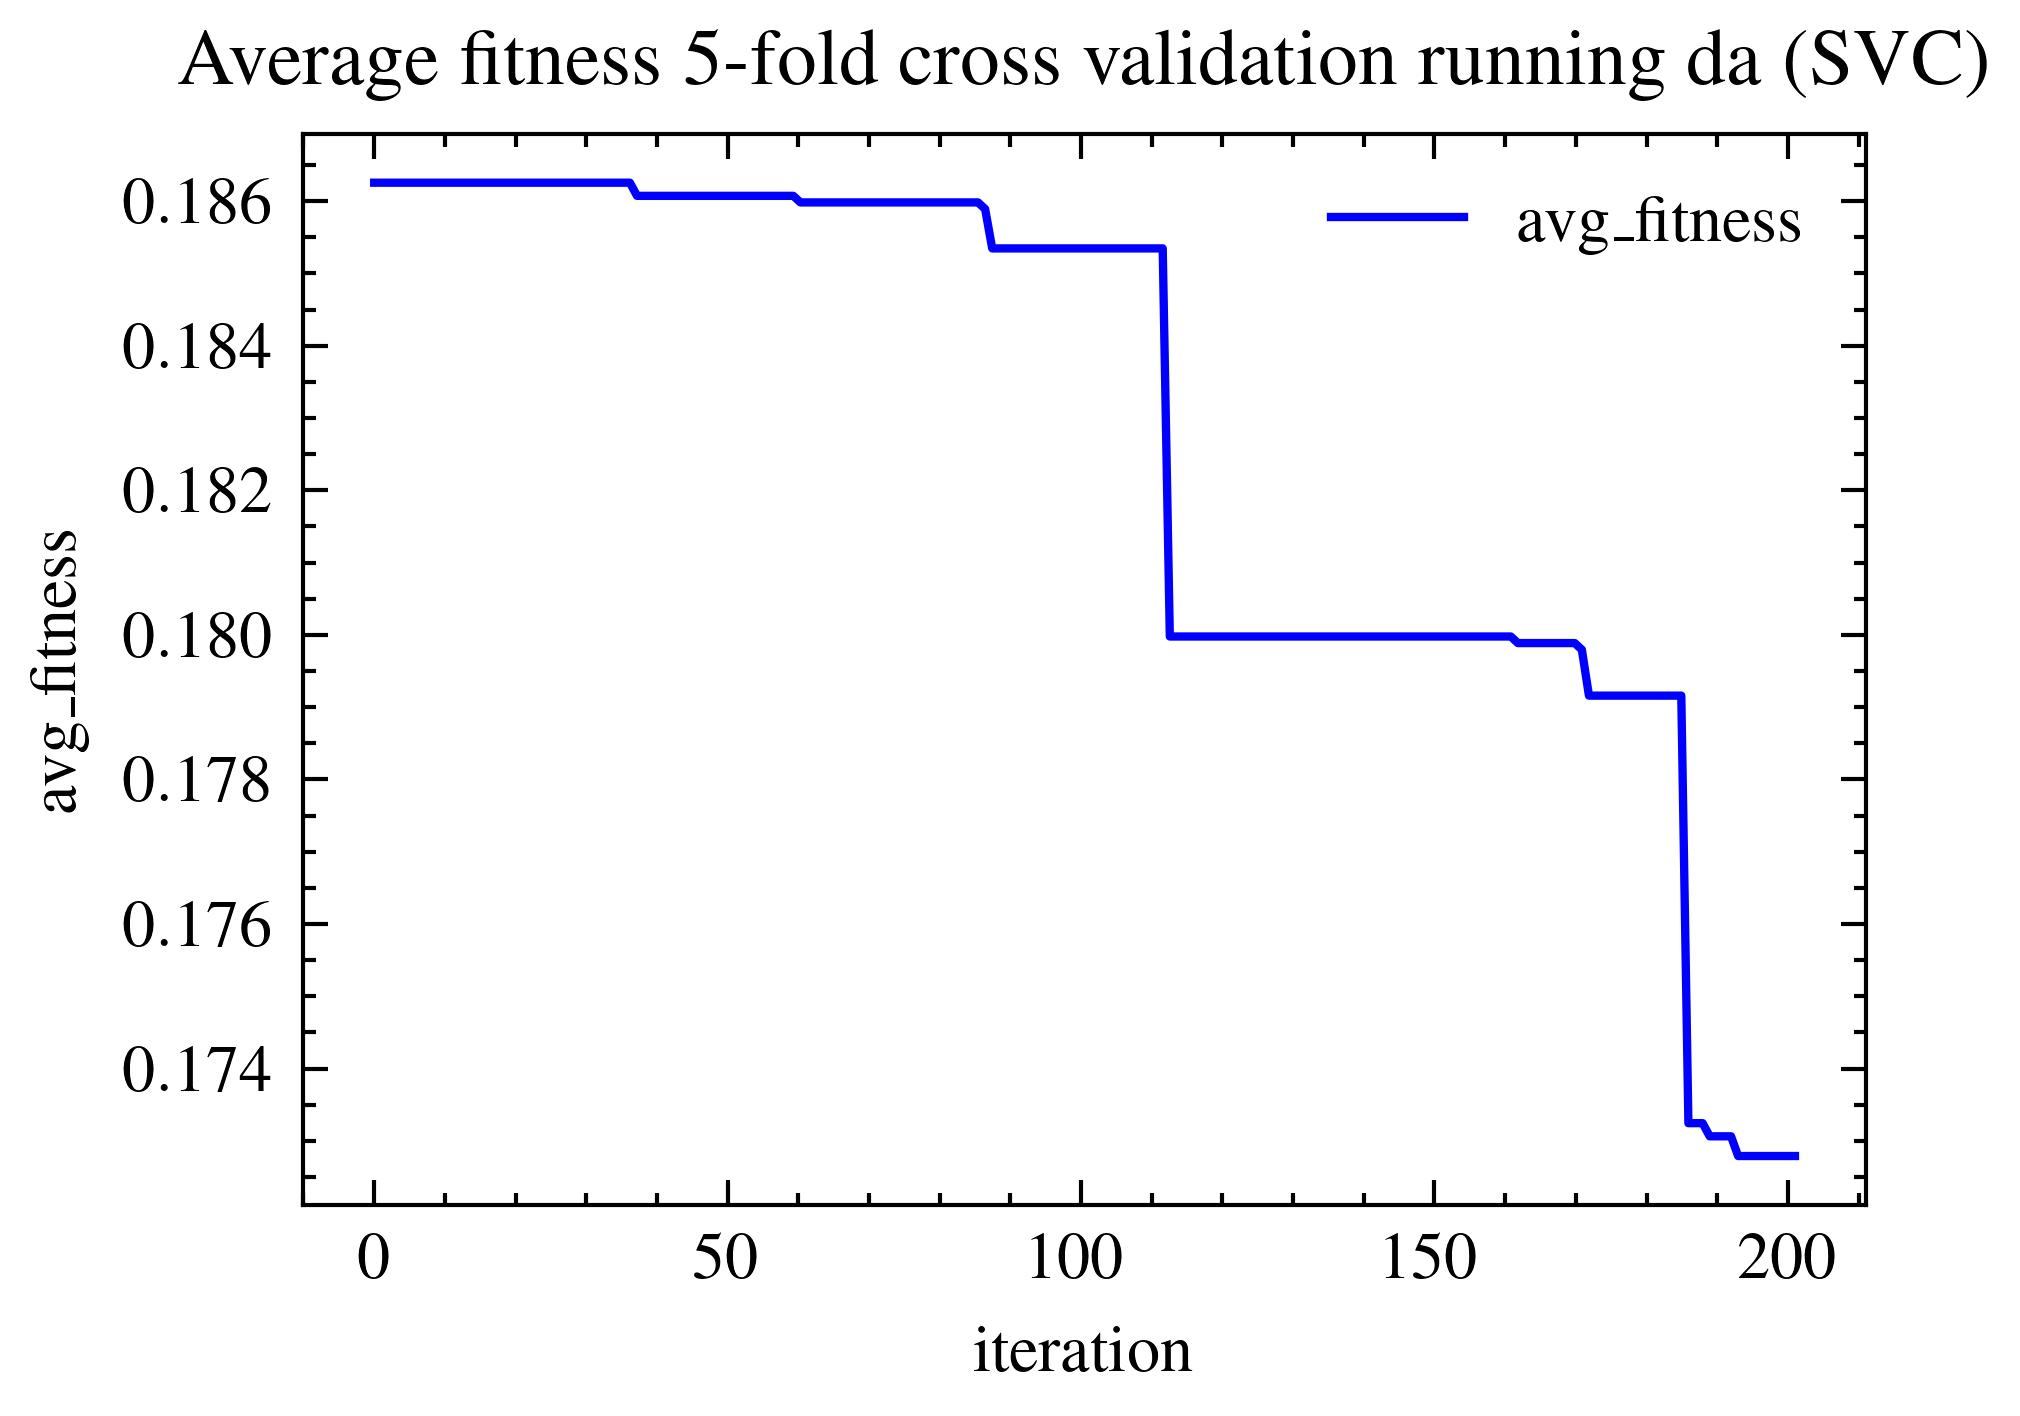 Average fitness 5-fold cross validation running da (SVC)
avg_fitness
0.186
0.184
0.182
0.180
0.178
0.176
0.174
avg_fitness
0 50 100 150 200
iteration